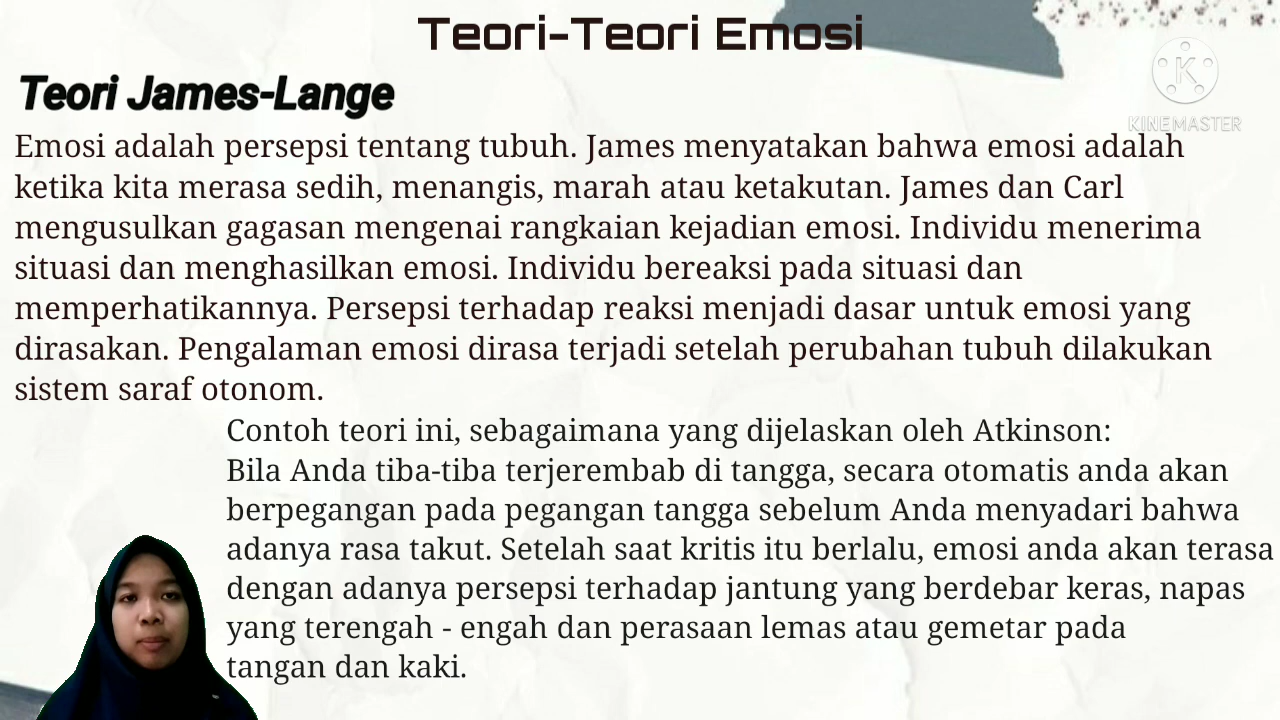 Teori-Teori Emosi
Teori James-Lange
K
KINEMASTER
Emosi adalah persepsi tentang tubuh. James menyatakan bahwa emosi adalah
ketika kita merasa sedih, menangis, marah atau ketakutan. James dan Carl
mengusulkan gagasan mengenai rangkaian kejadian emosi. Individu menerima
situasi dan menghasilkan emosi. Individu bereaksi pada situasi dan
memperhatikannya. Persepsi terhadap reaksi menjadi dasar untuk emosi yang
dirasakan. Pengalaman emosi dirasa terjadi setelah perubahan tubuh dilakukan
sistem saraf otonom.
Contoh teori ini, sebagaimana yang dijelaskan oleh Atkinson:
Bila Anda tiba-tiba terjerembab di tangga, secara otomatis anda akan
berpegangan pada pegangan tangga sebelum Anda menyadari bahwa
adanya rasa takut. Setelah saat kritis itu berlalu, emosi anda akan terasa
dengan adanya persepsi terhadap jantung yang berdebar keras, napas
yang terengah - engah dan perasaan lemas atau gemetar pada
tangan dan kaki.